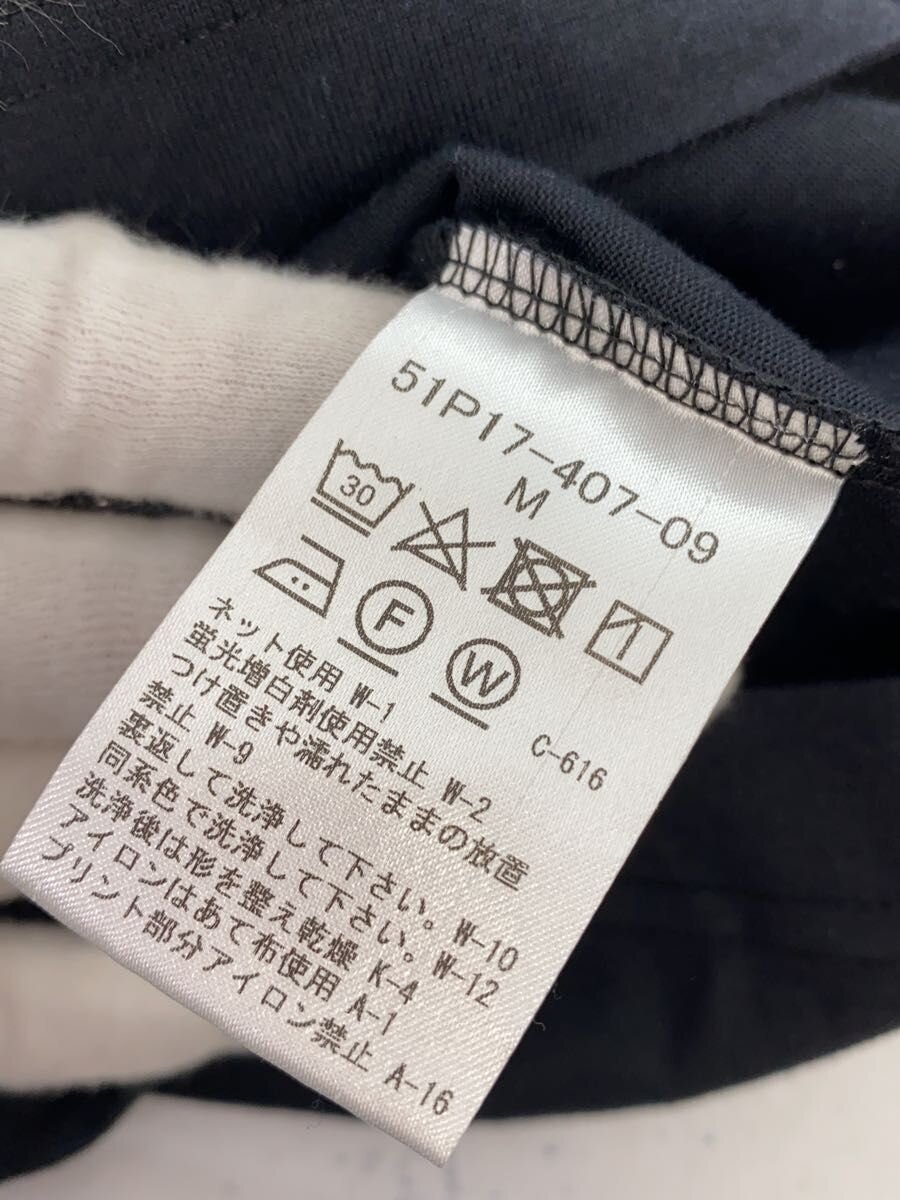 51P17-407-09
M
30
F W
C-616
ネット使用 W-1
蛍光増白剤使用禁止 W-2
つけ置きや濡れたままの放置
禁止 W-9
裏返して洗浄して下さい。W-10
同系色で洗浄して下さい。W-12
洗浄後は形を整え乾燥 K-4
アイロンはあて布使用 A-1
プリント部分アイロン禁止 A-16